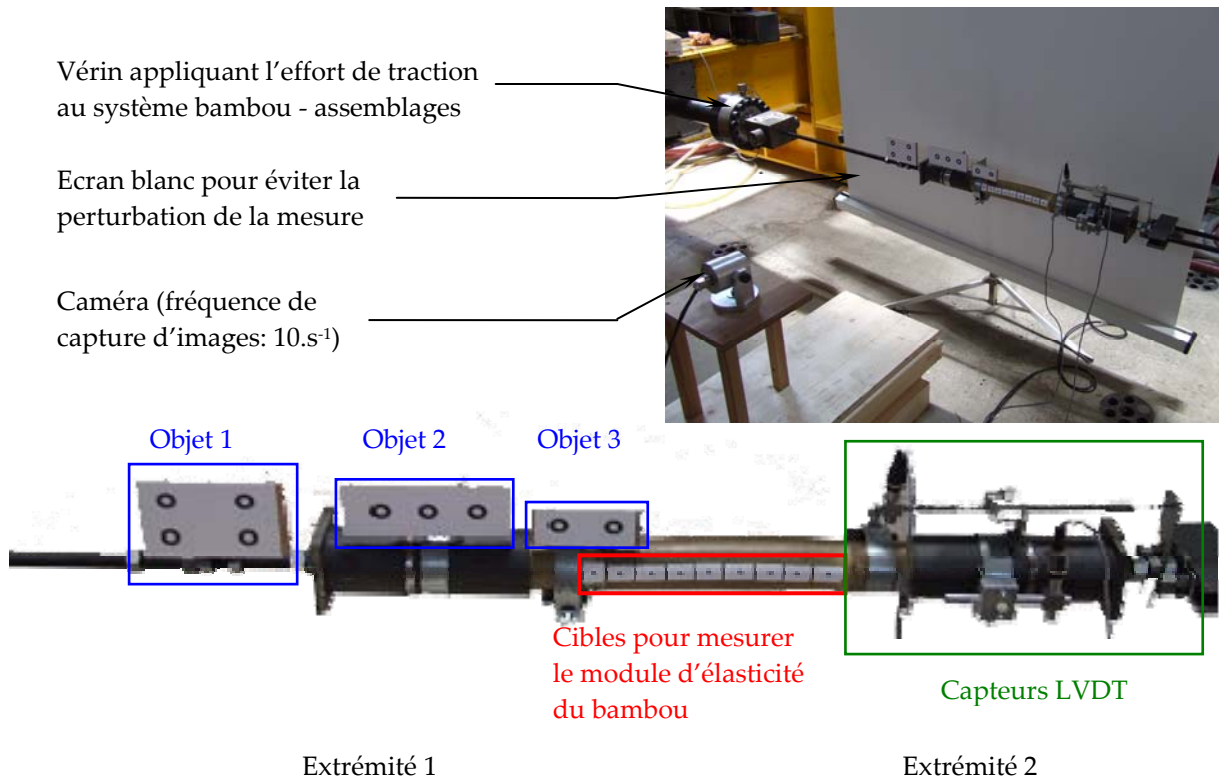 Vérin appliquant l’effort de traction
au système bambou - assemblages
Ecran blanc pour éviter la
perturbation de la mesure
Caméra (fréquence de
capture d’images: 10.s-1)
Objet 1
Objet 2
Objet 3
Cibles pour mesurer
le module d’élasticité
du bambou
Capteurs LVDT
Extrémité 1
Extrémité 2